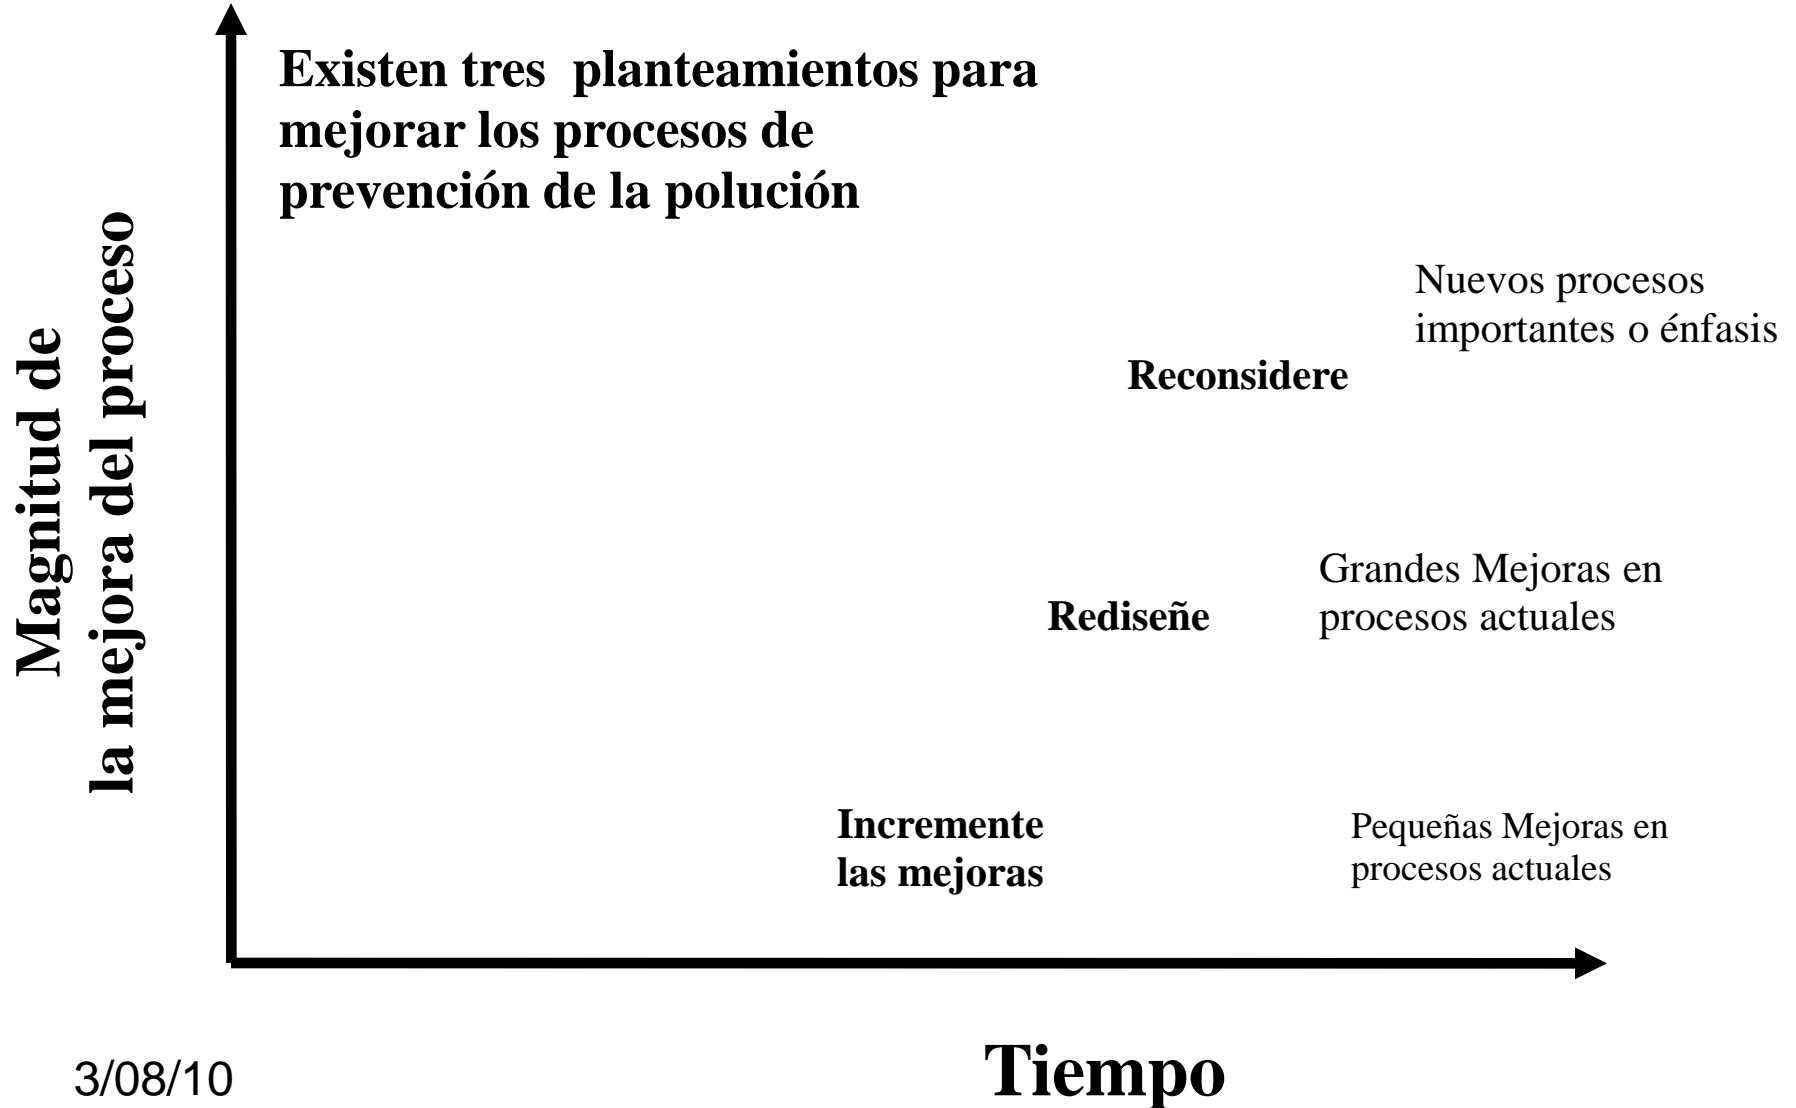 Existen tres planteamientos para
mejorar los procesos de
prevención de la polución
Magnitud de
la mejora del proceso
Nuevos procesos
importantes o énfasis
Reconsidere
Grandes Mejoras en
procesos actuales
Rediseñe
Incremente
las mejoras
Pequeñas Mejoras en
procesos actuales
Tiempo
3/08/10